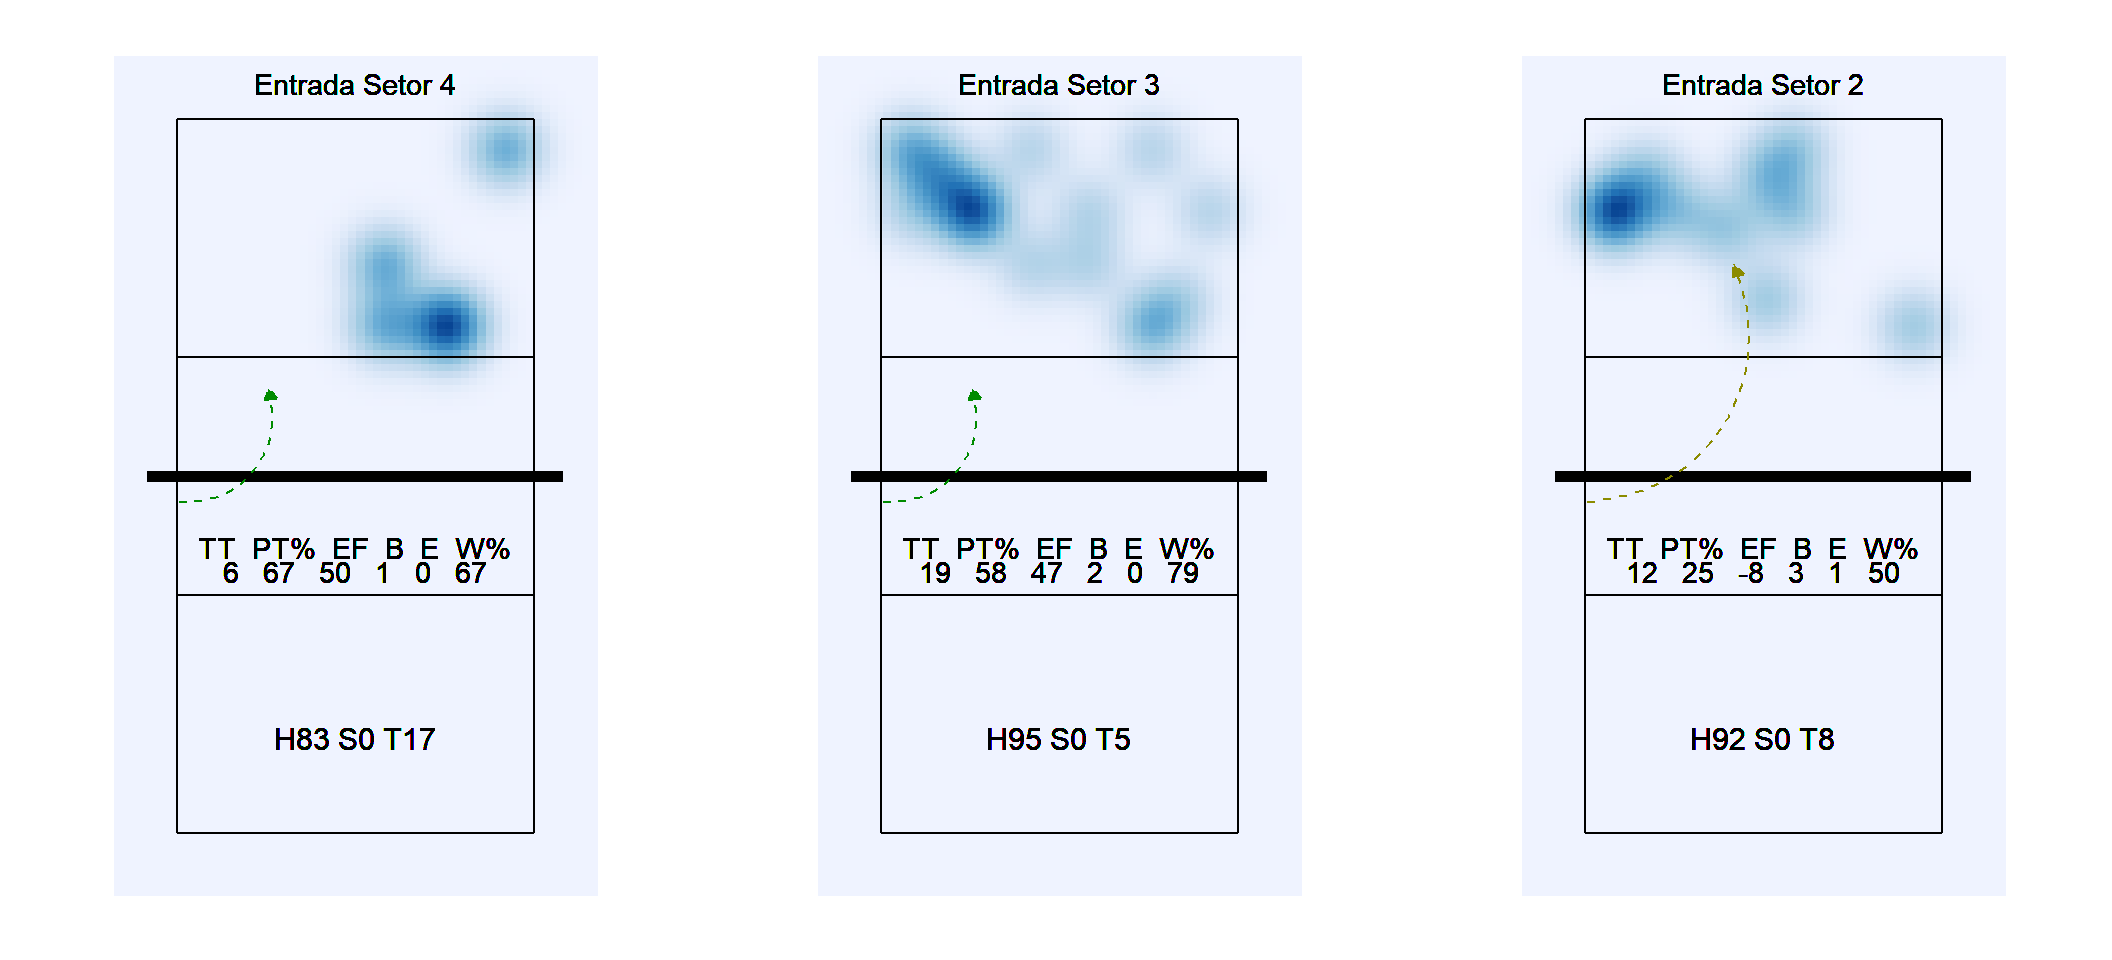 Entrada Setor 4
TT PT% EF B E W%
6 67 50 1 0 67
H83 S0 T17
Entrada Setor 3
TT PT% EF B E W%
19 58 47 2 0 79
H95 S0 T5
Entrada Setor 2
TT PT% EF B E W%
12 25 -8 3 1 50
H92 S0 T8